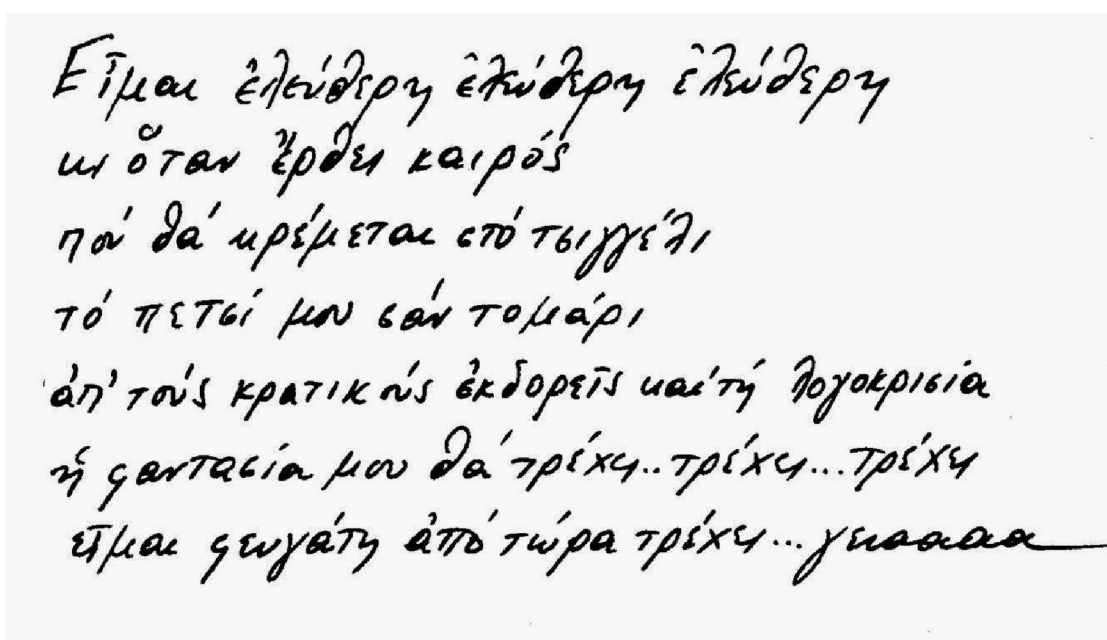 Εἶμαι ἐλεύθερη ἐλεύθερη ἐλεύθερη
κι ὅταν ἔρθει καιρός
πού θά κρέμεται στό τσιγγέλι
τό πετσί μου σάν τομάρι
ἀπ' τούς κρατικούς ἐκδορεῖς καί τή λογοκρισία
ἡ φαντασία μου θά τρέχει.. τρέχει... τρέχει
εἶμαι φευγάτη ἀπό τώρα τρέχει... γειαααα